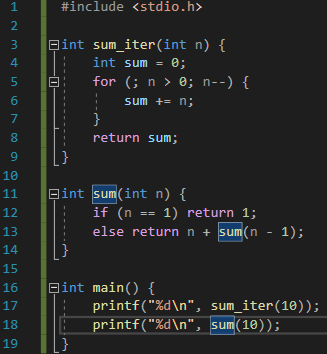 1 #include <stdio.h>
2
3 int sum_iter(int n) {
4     int sum = 0;
5     for (; n > 0; n--) {
6         sum += n;
7     }
8     return sum;
9 }
10
11 int sum(int n) {
12     if (n == 1) return 1;
13     else return n + sum(n - 1);
14 }
15
16 int main() {
17     printf("%d\n", sum_iter(10));
18     printf("%d\n", sum(10));
19 }